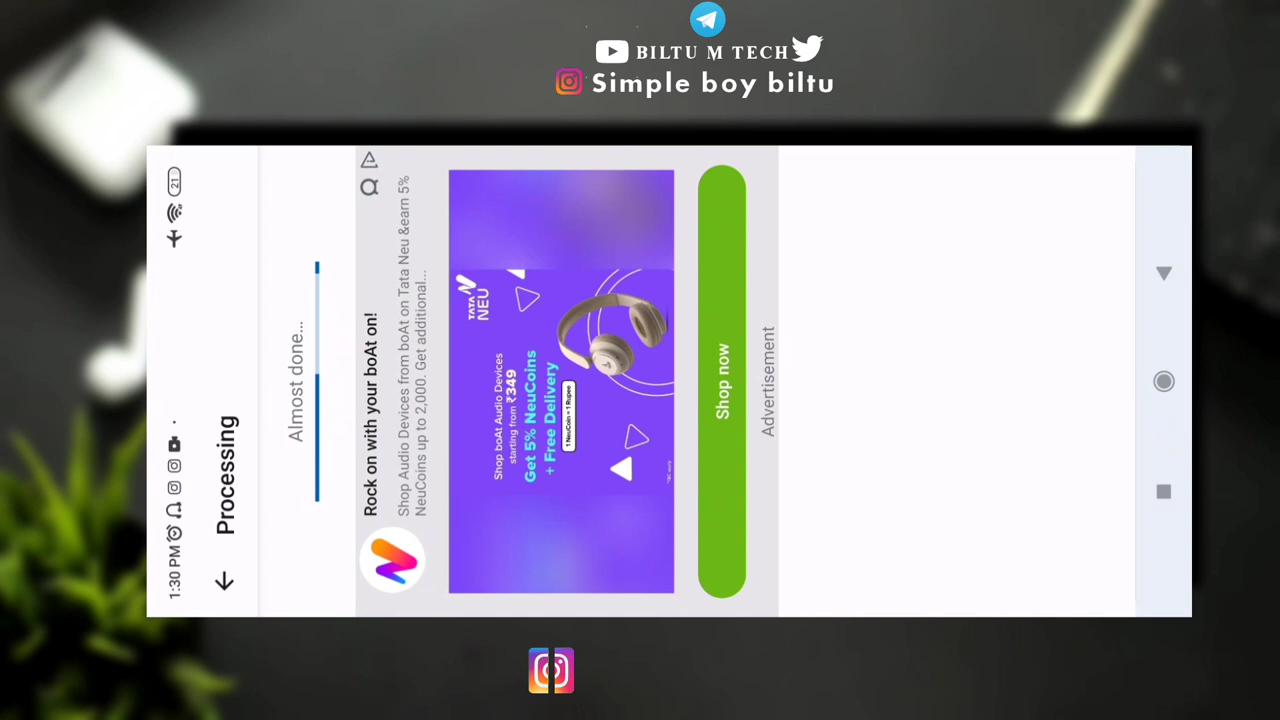 BILTU M TECH
Simple boy biltu
1:30 PM
21
Processing
Almost done...
Rock on with your boAt on!
Shop Audio Devices from boAt on Tata Neu &earn 5%
NeuCoins up to 2,000. Get additional...
TATA
NEU
Shop boAt Audio Devices
starting from ₹349
Get 5% NeuCoins
+ Free Delivery
1 NeuCoin = 1 Rupee
Shop now
Advertisement